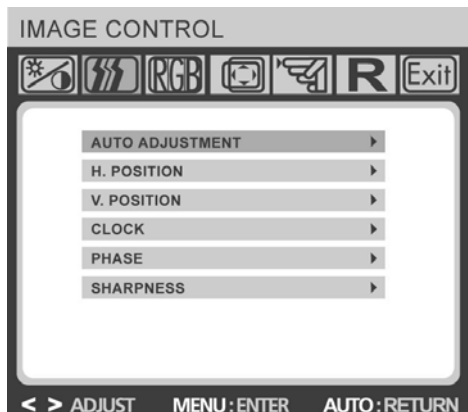 IMAGE CONTROL
RGB R Exit
AUTO ADJUSTMENT
H. POSITION
V. POSITION
CLOCK
PHASE
SHARPNESS
< > ADJUST MENU : ENTER AUTO : RETURN